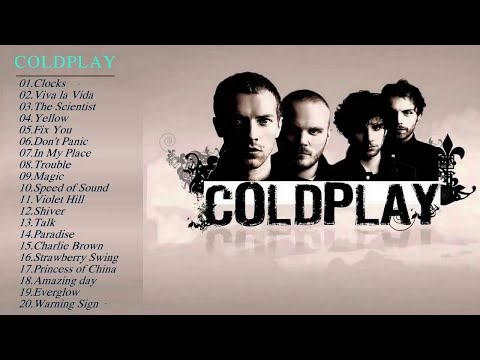 COLDPLAY
01.Clocks
02.Viva la Vida
03.The Scientist
04.Yellow
05.Fix You
06.Don't Panic
07.In My Place
08.Trouble
09.Magic
10.Speed of Sound
11.Violet Hill
12.Shiver
13.Talk
14.Paradise
15.Charlie Brown
16.Strawberry Swing
17.Princess of China
18.Amazing day
19.Everglow
20.Warning Sign
COLDPLAY